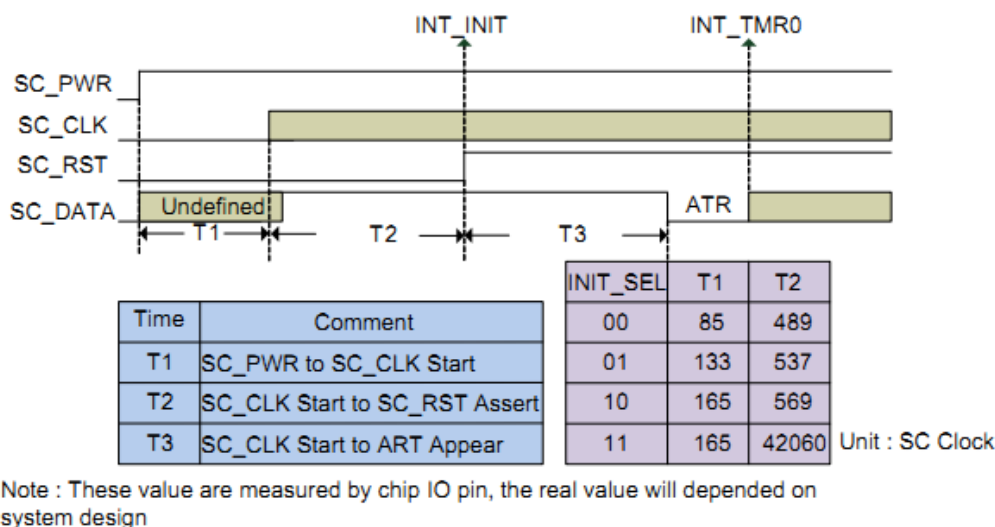 INT_INIT INT_TMR0
SC_PWR
SC_CLK
SC_RST
SC_DATA Undefined ATR
T1 T2 T3
Time Comment
T1 SC_PWR to SC_CLK Start
T2 SC_CLK Start to SC_RST Assert
T3 SC_CLK Start to ART Appear
INIT_SEL T1 T2
00 85 489
01 133 537
10 165 569
11 165 42060 Unit : SC Clock
Note : These value are measured by chip IO pin, the real value will depended on
system design